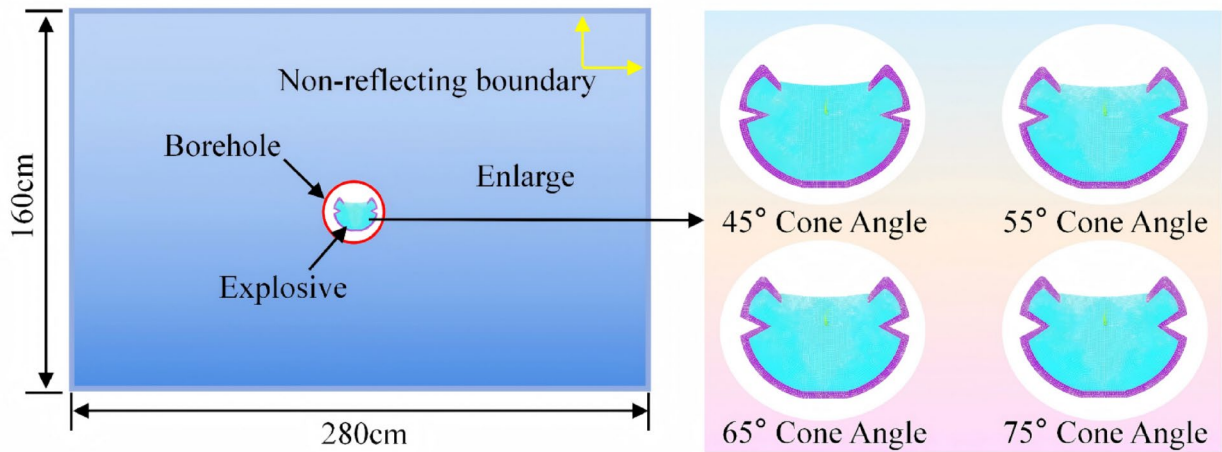 Non-reflecting boundary
Borehole
Enlarge
Explosive
160cm
280cm
45° Cone Angle
55° Cone Angle
65° Cone Angle
75° Cone Angle